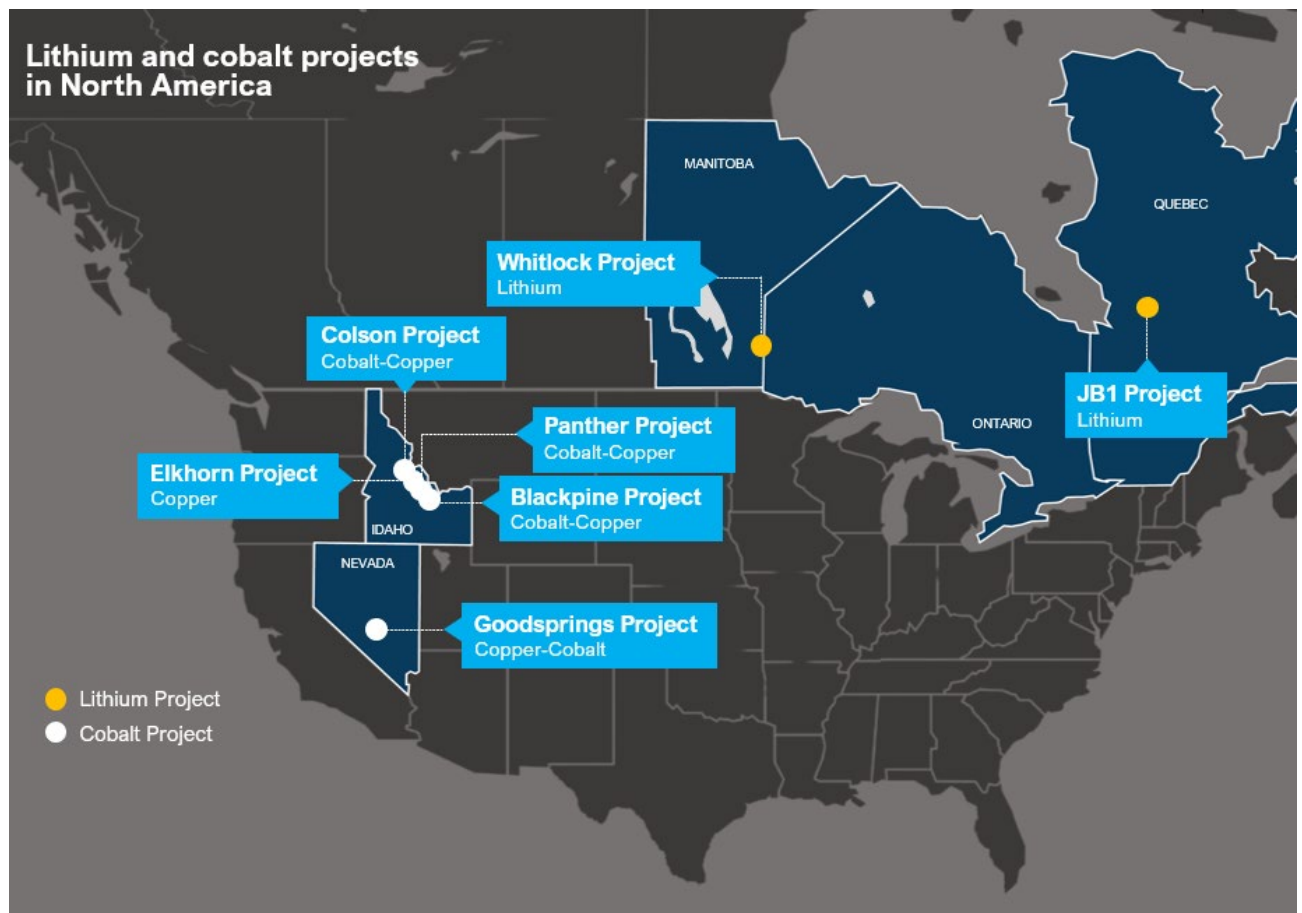 Lithium and cobalt projects
in North America
MANITOBA
QUEBEC
Whitlock Project
Lithium
Colson Project
Cobalt-Copper
JB1 Project
Lithium
Panther Project
Cobalt-Copper
ONTARIO
Elkhorn Project
Copper
Blackpine Project
Cobalt-Copper
IDAHO
NEVADA
Goodsprings Project
Copper-Cobalt
Lithium Project
Cobalt Project